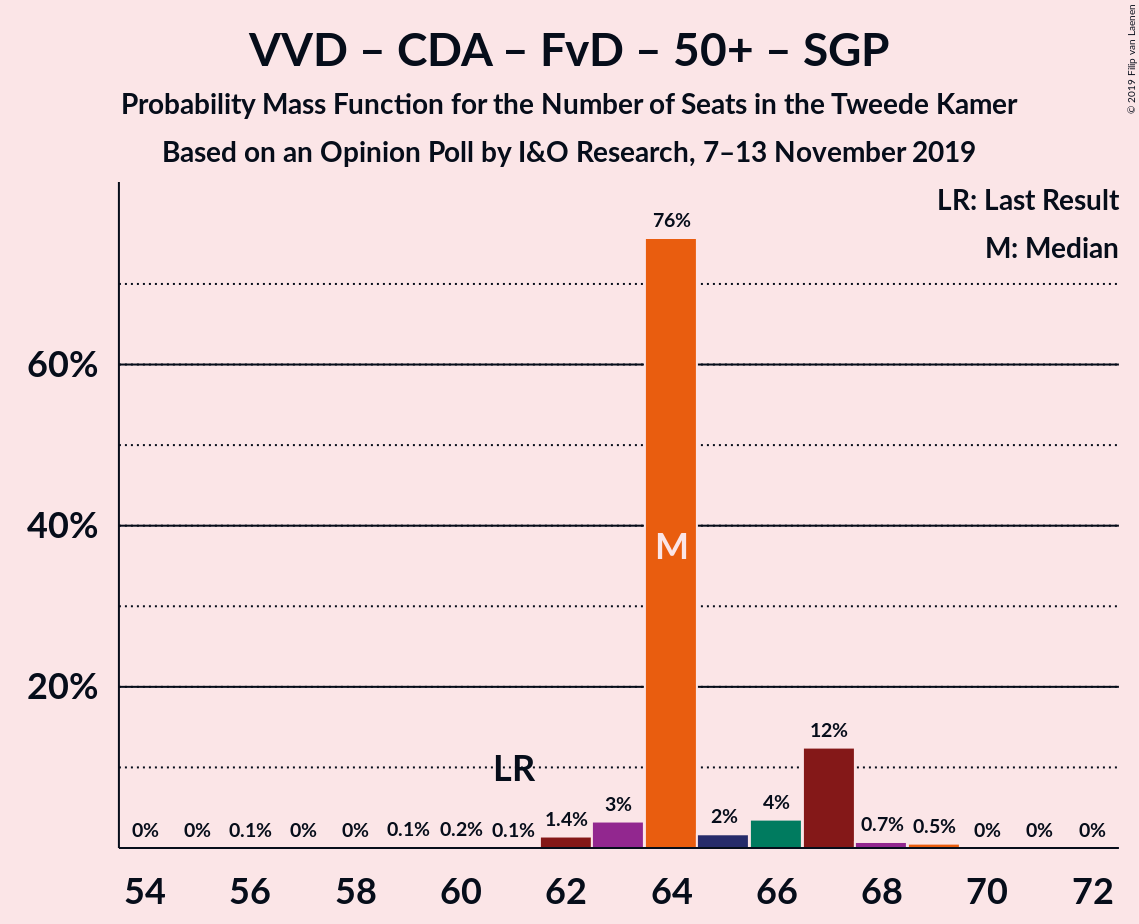 VVD – CDA – FvD – 50+ – SGP
Probability Mass Function for the Number of Seats in the Tweede Kamer
Based on an Opinion Poll by I&O Research, 7–13 November 2019
© 2019 Filip van Laenen
LR: Last Result
M: Median
76%
60%
40%
M
20%
12%
LR
0% 0% 0.1% 0% 0% 0.1% 0.2% 0.1% 1.4% 3% 2% 4% 0.7% 0.5% 0% 0% 0%
54 56 58 60 62 64 66 68 70 72